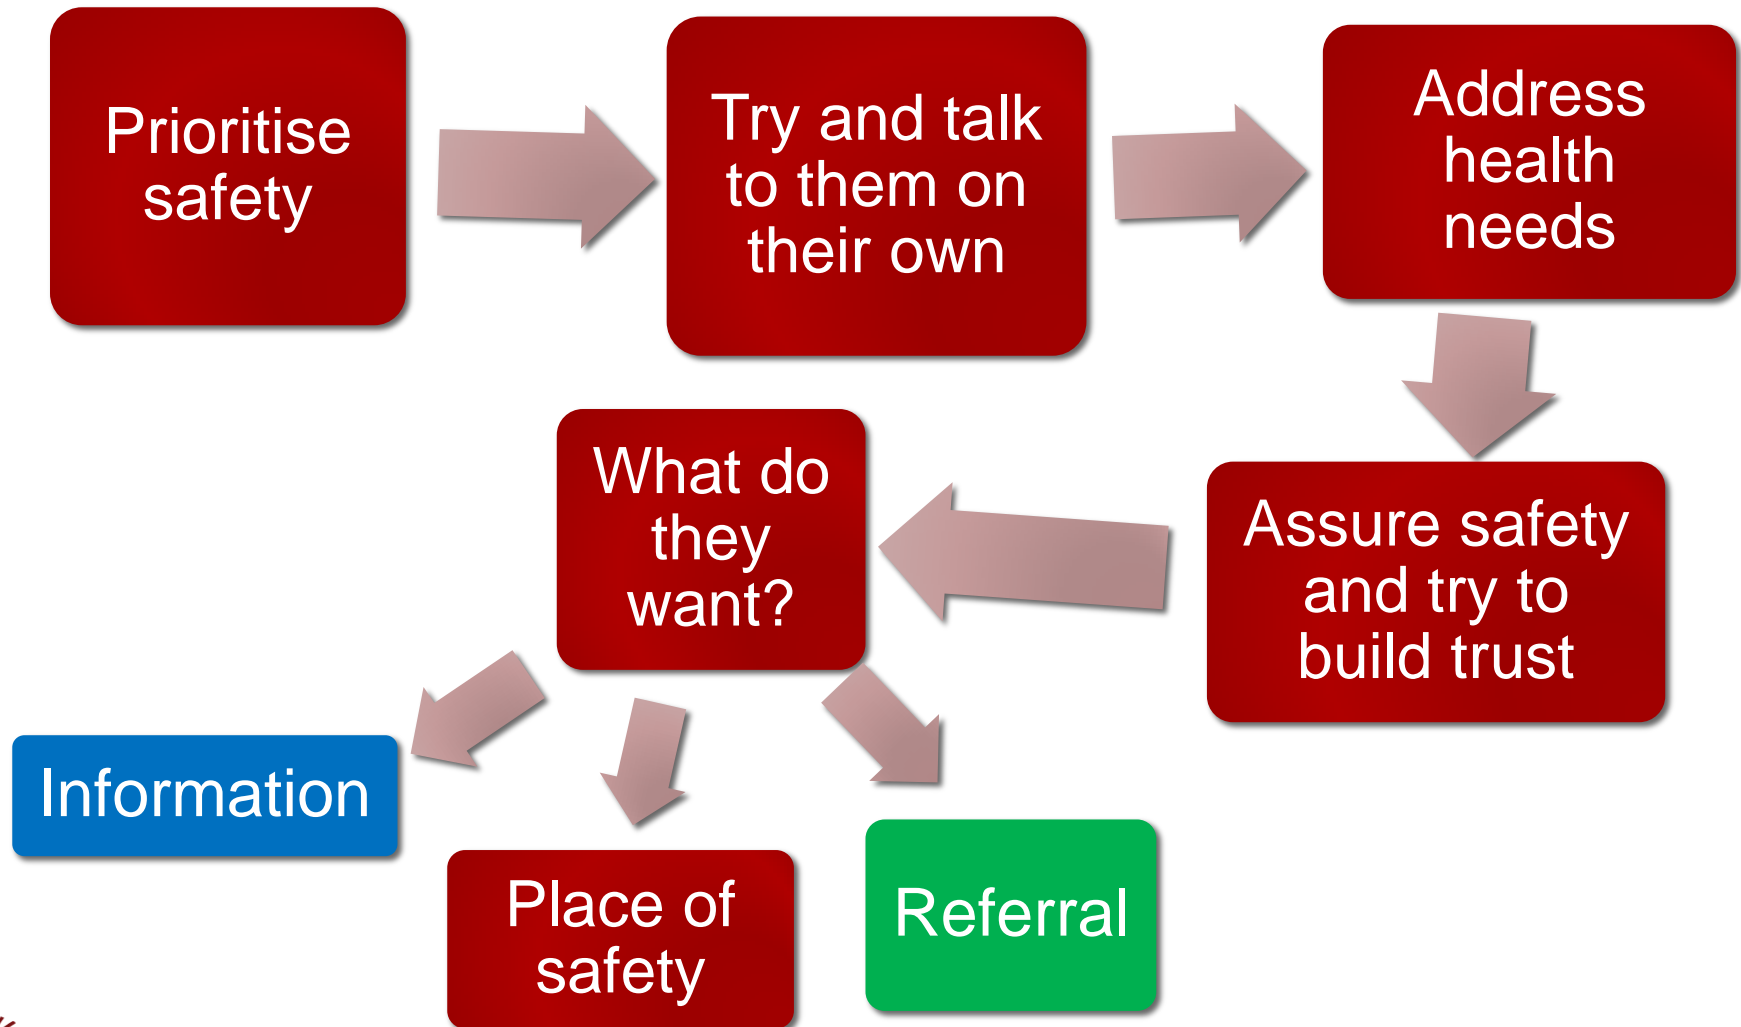 Prioritise
safety
Try and talk
to them on
their own
Address
health
needs
Assure safety
and try to
build trust
What do
they
want?
Information
Place of
safety
Referral